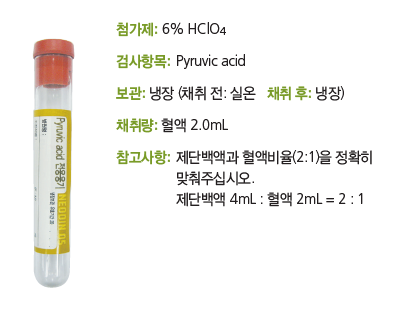 첨가제: 6% HClO₄
검사항목: Pyruvic acid
보관: 냉장 (채취 전: 실온 채취 후: 냉장)
채취량: 혈액 2.0mL
참고사항: 제단백액과 혈액비율(2:1)을 정확히
맞춰주십시오.
제단백액 4mL : 혈액 2mL = 2 : 1
Pyruvic acid 전용용기
NEODIN